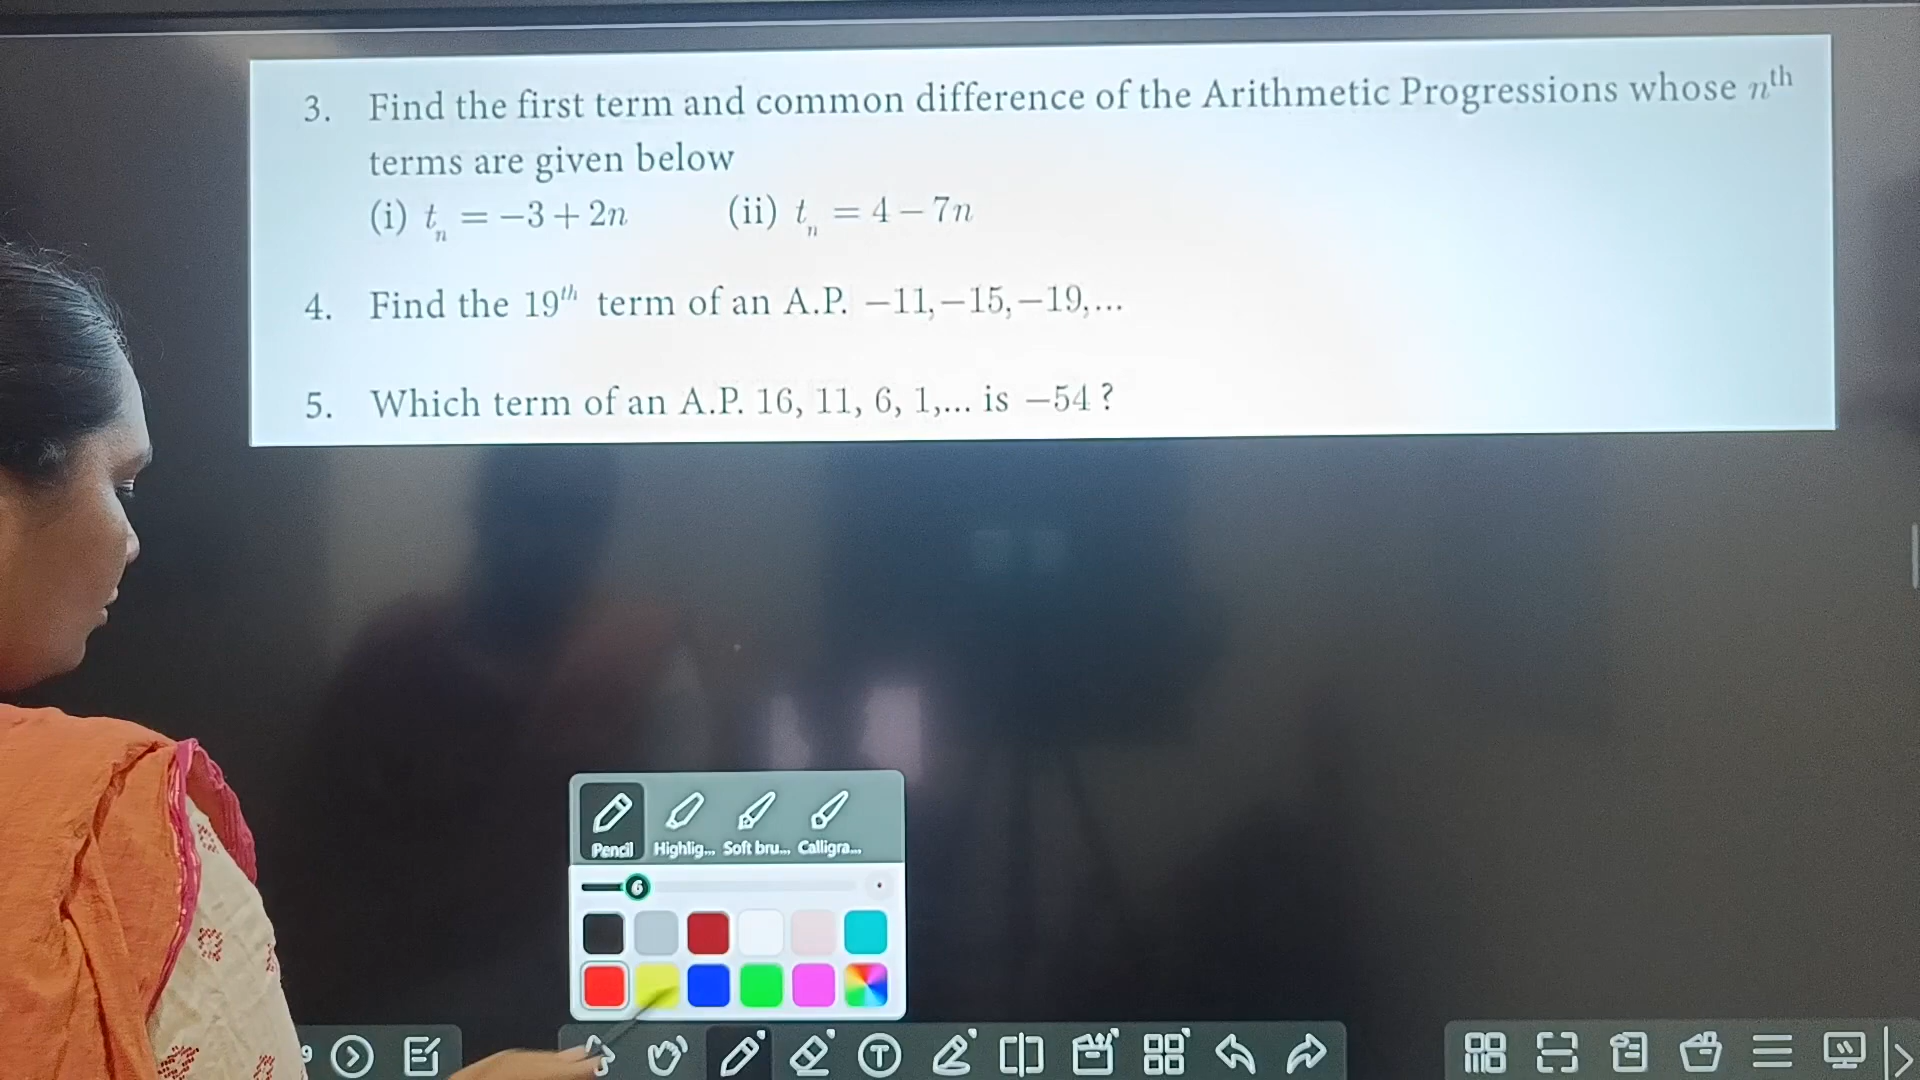 3. Find the first term and common difference of the Arithmetic Progressions whose nth
terms are given below
(i) tn = −3 + 2n (ii) tn = 4 − 7n
4. Find the 19th term of an A.P. −11, −15, −19,...
5. Which term of an A.P. 16, 11, 6, 1,... is −54 ?
Pencil Highlig... Soft bru... Calligra...
6
9
T